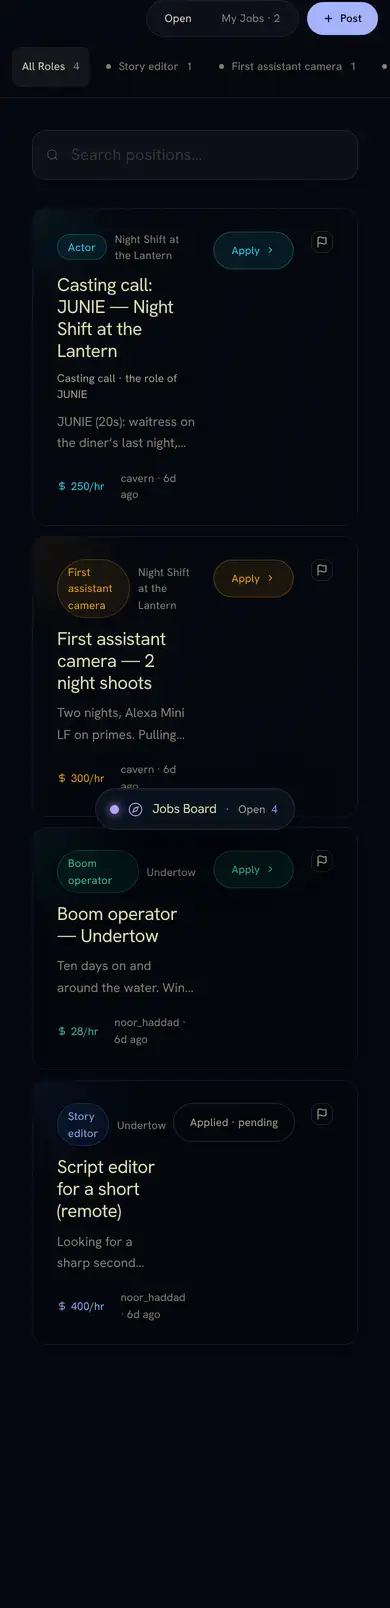 Open
My Jobs · 2
+ Post
All Roles 4
Story editor 1
First assistant camera 1
Search positions...
Actor
Night Shift at
the Lantern
Apply
Casting call:
JUNIE — Night
Shift at the
Lantern
Casting call · the role of
JUNIE
JUNIE (20s): waitress on
the diner's last night,...
$ 250/hr
cavern · 6d
ago
First
assistant
camera
Night Shift
at the
Lantern
Apply
First assistant
camera — 2
night shoots
Two nights, Alexa Mini
LF on primes. Pulling...
$ 300/hr
cavern · 6d
ago
Jobs Board · Open 4
Boom
operator
Undertow
Apply
Boom operator
— Undertow
Ten days on and
around the water. Win...
$ 28/hr
noor_haddad ·
6d ago
Story
editor
Undertow
Applied · pending
Script editor
for a short
(remote)
Looking for a
sharp second...
$ 400/hr
noor_haddad
· 6d ago